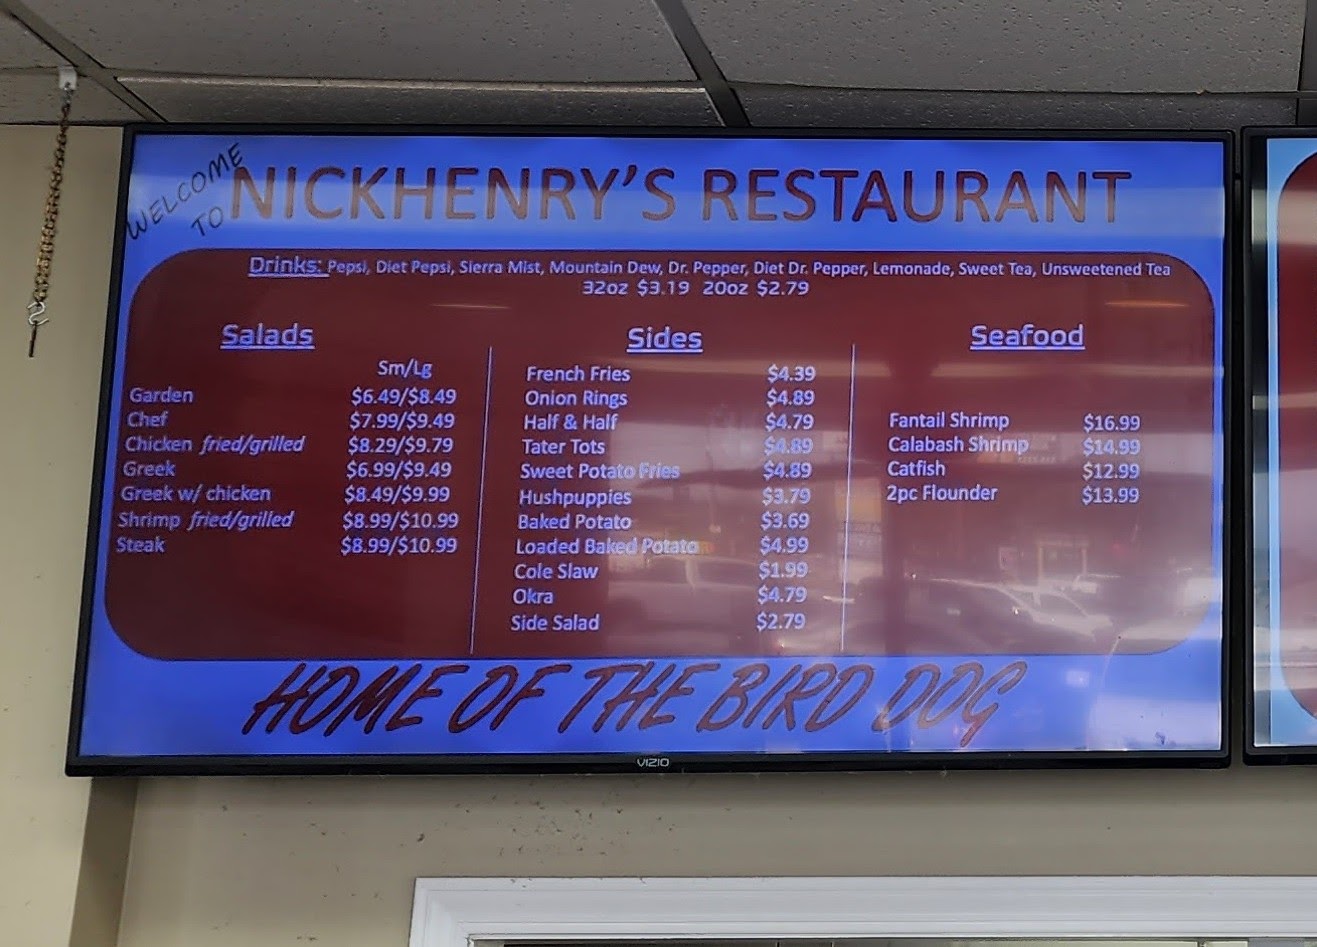 WELCOME TO
NICKHENRY'S RESTAURANT
Drinks: Pepsi, Diet Pepsi, Sierra Mist, Mountain Dew, Dr. Pepper, Diet Dr. Pepper, Lemonade, Sweet Tea, Unsweetened Tea
32oz $3.19 20oz $2.79
Salads
Sm/Lg
Garden $6.49/$8.49
Chef $7.99/$9.49
Chicken fried/grilled $8.29/$9.79
Greek $6.99/$9.49
Greek w/ chicken $8.49/$9.99
Shrimp fried/grilled $8.99/$10.99
Steak $8.99/$10.99
Sides
French Fries $4.39
Onion Rings $4.89
Half & Half $4.79
Tater Tots $4.89
Sweet Potato Fries $4.89
Hushpuppies $3.79
Baked Potato $3.69
Loaded Baked Potato $4.99
Cole Slaw $1.99
Okra $4.79
Side Salad $2.79
Seafood
Fantail Shrimp $16.99
Calabash Shrimp $14.99
Catfish $12.99
2pc Flounder $13.99
HOME OF THE BIRD DOG
VIZIO